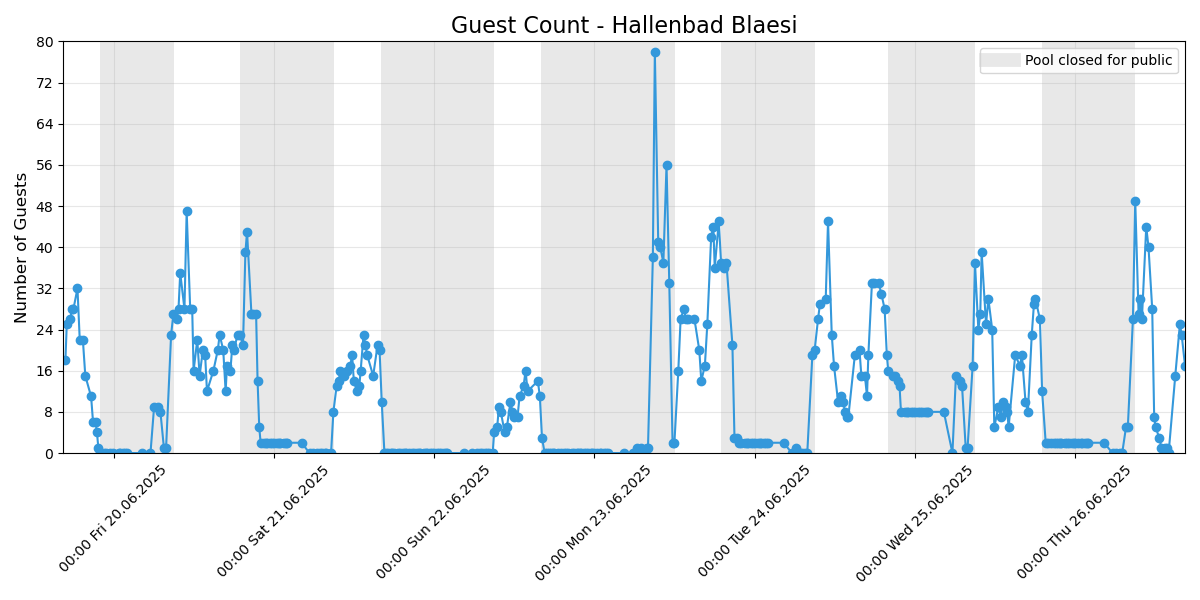 Guest Count - Hallenbad Blaesi
Pool closed for public
Number of Guests
80
72
64
56
48
40
32
24
16
8
0
00:00 Fri 20.06.2025
00:00 Sat 21.06.2025
00:00 Sun 22.06.2025
00:00 Mon 23.06.2025
00:00 Tue 24.06.2025
00:00 Wed 25.06.2025
00:00 Thu 26.06.2025